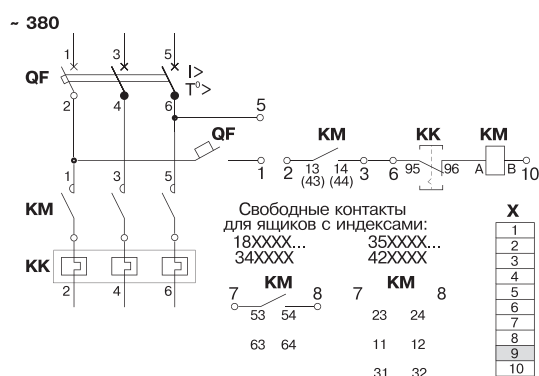 ~ 380
1 3 5
QF I>
T⁰>
2 4 6 5
QF KM KK KM
1 2 13 14 3 6 95 96 A B 10
(43) (44)
1 3 5
KM
KK
2 4 6
Свободные контакты
для ящиков с индексами:
18XXXX... 35XXXX...
34XXXX 42XXXX
KM KM
7 8 7 8
53 54 23 24
63 64 11 12
31 32
X
1
2
3
4
5
6
7
8
9
10